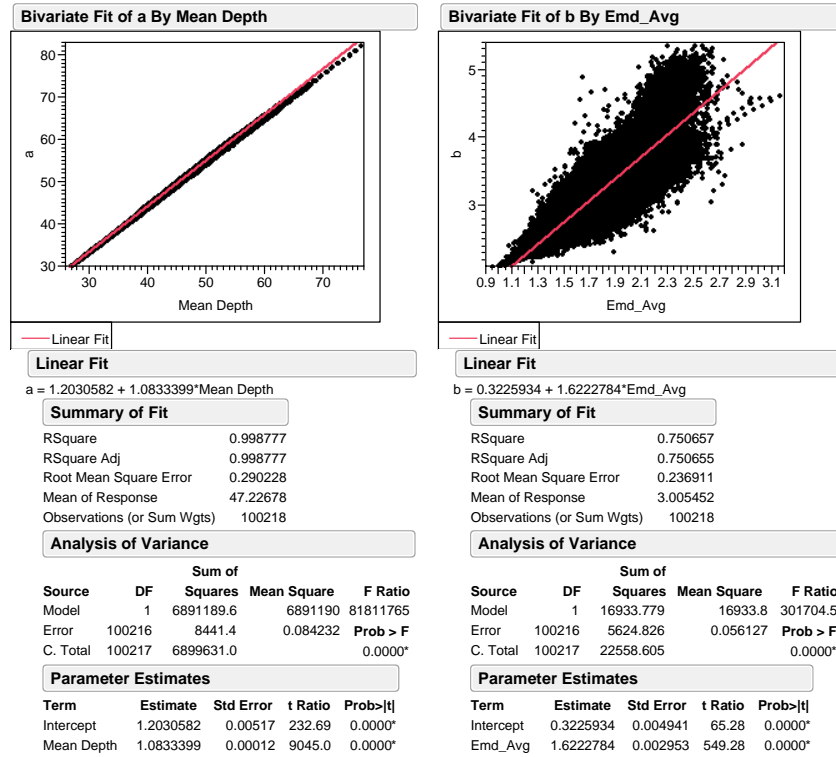 Bivariate Fit of a By Mean Depth
80
70
60
50
40
30
a
30 40 50 60 70
Mean Depth
Linear Fit
Linear Fit
a = 1.2030582 + 1.0833399*Mean Depth
Summary of Fit
RSquare 0.998777
RSquare Adj 0.998777
Root Mean Square Error 0.290228
Mean of Response 47.22678
Observations (or Sum Wgts) 100218
Analysis of Variance
Sum of
Source DF Squares Mean Square F Ratio
Model 1 6891189.6 6891190 81811765
Error 100216 8441.4 0.084232 Prob > F
C. Total 100217 6899631.0 0.0000*
Parameter Estimates
Term Estimate Std Error t Ratio Prob>|t|
Intercept 1.2030582 0.00517 232.69 0.0000*
Mean Depth 1.0833399 0.00012 9045.0 0.0000*
Bivariate Fit of b By Emd_Avg
5
4
3
b
0.9 1.1 1.3 1.5 1.7 1.9 2.1 2.3 2.5 2.7 2.9 3.1
Emd_Avg
Linear Fit
Linear Fit
b = 0.3225934 + 1.6222784*Emd_Avg
Summary of Fit
RSquare 0.750657
RSquare Adj 0.750655
Root Mean Square Error 0.236911
Mean of Response 3.005452
Observations (or Sum Wgts) 100218
Analysis of Variance
Sum of
Source DF Squares Mean Square F Ratio
Model 1 16933.779 16933.8 301704.5
Error 100216 5624.826 0.056127 Prob > F
C. Total 100217 22558.605 0.0000*
Parameter Estimates
Term Estimate Std Error t Ratio Prob>|t|
Intercept 0.3225934 0.004941 65.28 0.0000*
Emd_Avg 1.6222784 0.002953 549.28 0.0000*